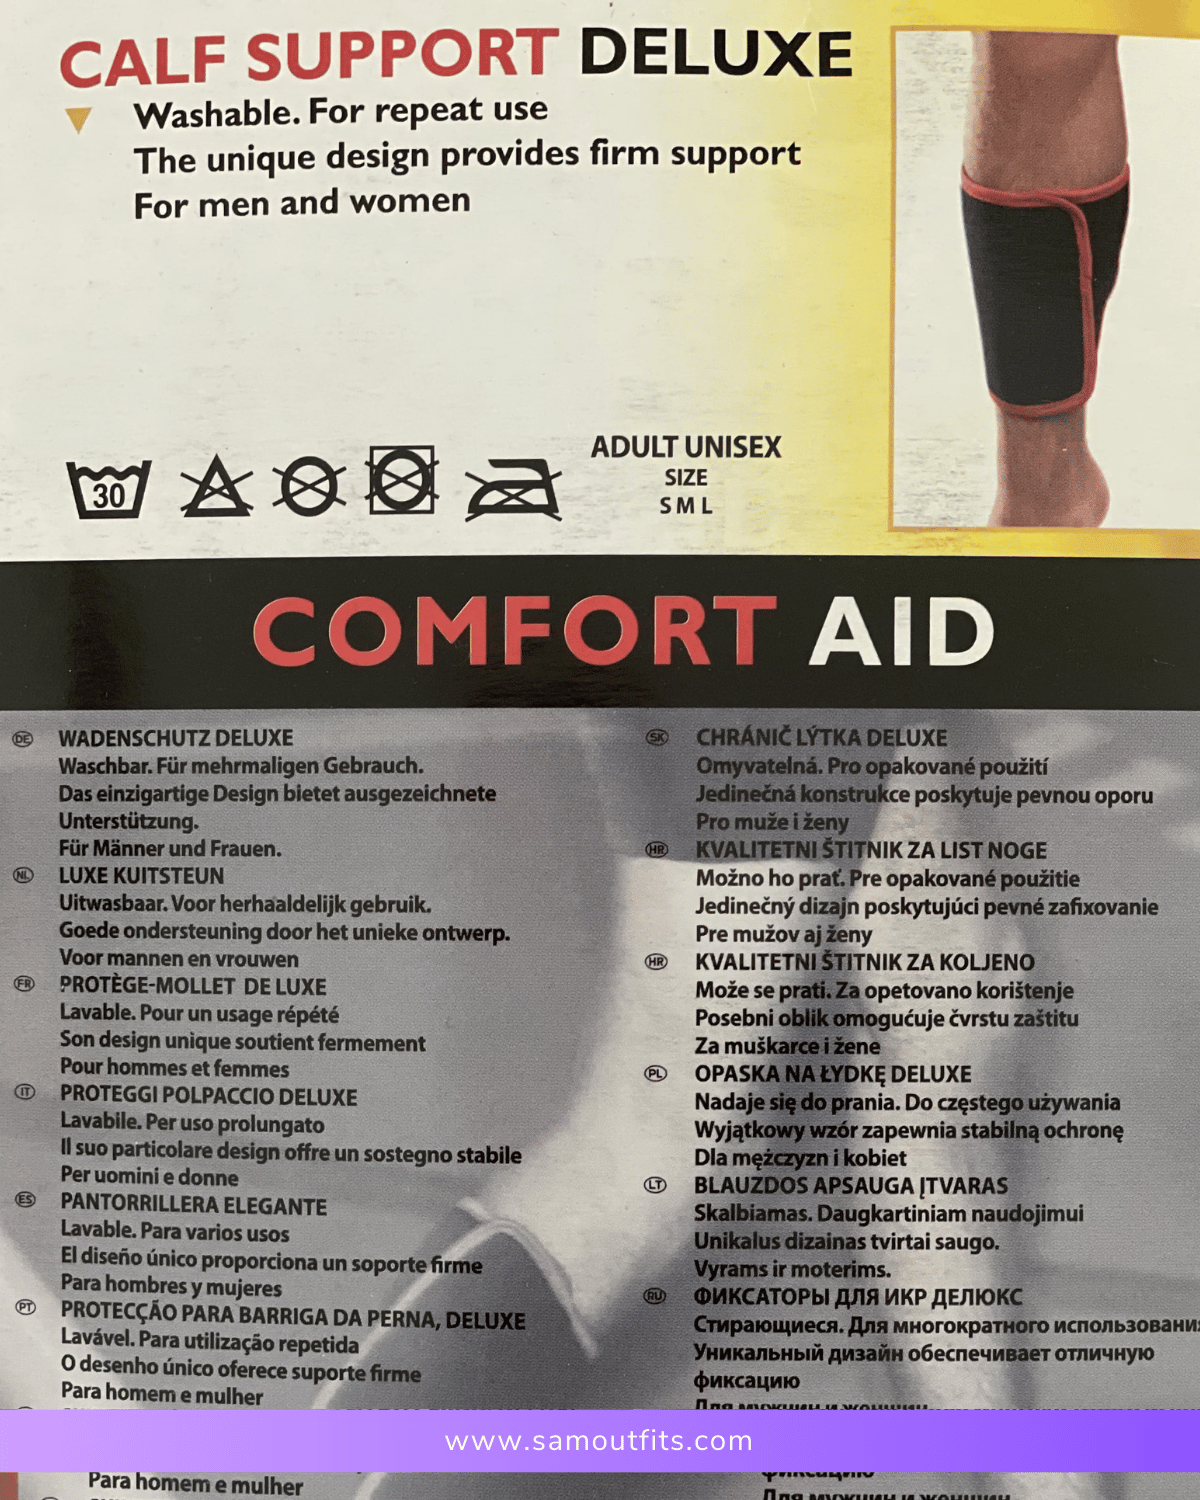 CALF SUPPORT DELUXE
Washable. For repeat use
The unique design provides firm support
For men and women
30
ADULT UNISEX
SIZE
S M L
COMFORT AID
DE WADENSCHUTZ DELUXE
Waschbar. Für mehrmaligen Gebrauch.
Das einzigartige Design bietet ausgezeichnete
Unterstützung.
Für Männer und Frauen.
NL LUXE KUITSTEUN
Uitwasbaar. Voor herhaaldelijk gebruik.
Goede ondersteuning door het unieke ontwerp.
Voor mannen en vrouwen
FR PROTÈGE-MOLLET DE LUXE
Lavable. Pour un usage répété
Son design unique soutient fermement
Pour hommes et femmes
IT PROTEGGI POLPACCIO DELUXE
Lavabile. Per uso prolungato
Il suo particolare design offre un sostegno stabile
Per uomini e donne
ES PANTORRILLERA ELEGANTE
Lavable. Para varios usos
El diseño único proporciona un soporte firme
Para hombres y mujeres
PT PROTECÇÃO PARA BARRIGA DA PERNA, DELUXE
Lavável. Para utilização repetida
O desenho único oferece suporte firme
Para homem e mulher
SK CHRÁNIČ LÝTKA DELUXE
Omyvatelná. Pro opakované použití
Jedinečná konstrukce poskytuje pevnou oporu
Pro muže i ženy
HR KVALITETNI ŠTITNIK ZA LIST NOGE
Možno ho prať. Pre opakované použitie
Jedinečný dizajn poskytujúci pevné zafixovanie
Pre mužov aj ženy
HR KVALITETNI ŠTITNIK ZA KOLJENO
Može se prati. Za opetovano korištenje
Posebni oblik omogućuje čvrstu zaštitu
Za muškarce i žene
PL OPASKA NA ŁYDKĘ DELUXE
Nadaje się do prania. Do częstego używania
Wyjątkowy wzór zapewnia stabilną ochronę
Dla mężczyzn i kobiet
LT BLAUZDOS APSAUGA ĮTVARAS
Skalbiamas. Daugkartiniam naudojimui
Unikalus dizainas tvirtai saugo.
Vyrams ir moterims.
RU ФИКСАТОРЫ ДЛЯ ИКР ДЕЛЮКС
Стирающиеся. Для многократного использовани
Уникальный дизайн обеспечивает отличную
фиксацию
www.samoutfits.com
Para homem e mulher